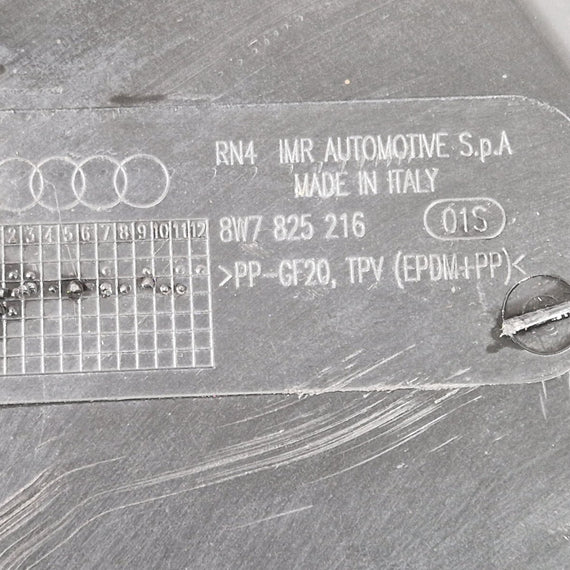 RN4 IMR AUTOMOTIVE S.p.A
MADE IN ITALY
8W7 825 216 01S
>PP-GF20, TPV (EPDM+PP)<
2 3 4 5 6 7 8 9 10 11 12